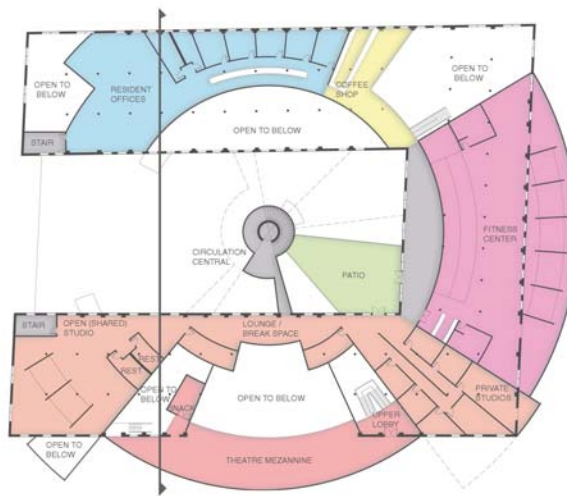 OPEN TO
BELOW
RESIDENT
OFFICES
COFFEE
SHOP
OPEN TO
BELOW
OPEN TO BELOW
STAIR
FITNESS
CENTER
CIRCULATION
CENTRAL
PATIO
STAIR
OPEN (SHARED)
STUDIO
LOUNGE /
BREAK SPACE
REST
REST
OPEN TO
BELOW
SNACK
OPEN TO BELOW
UPPER
LOBBY
PRIVATE
STUDIOS
OPEN TO
BELOW
THEATRE MEZANNINE